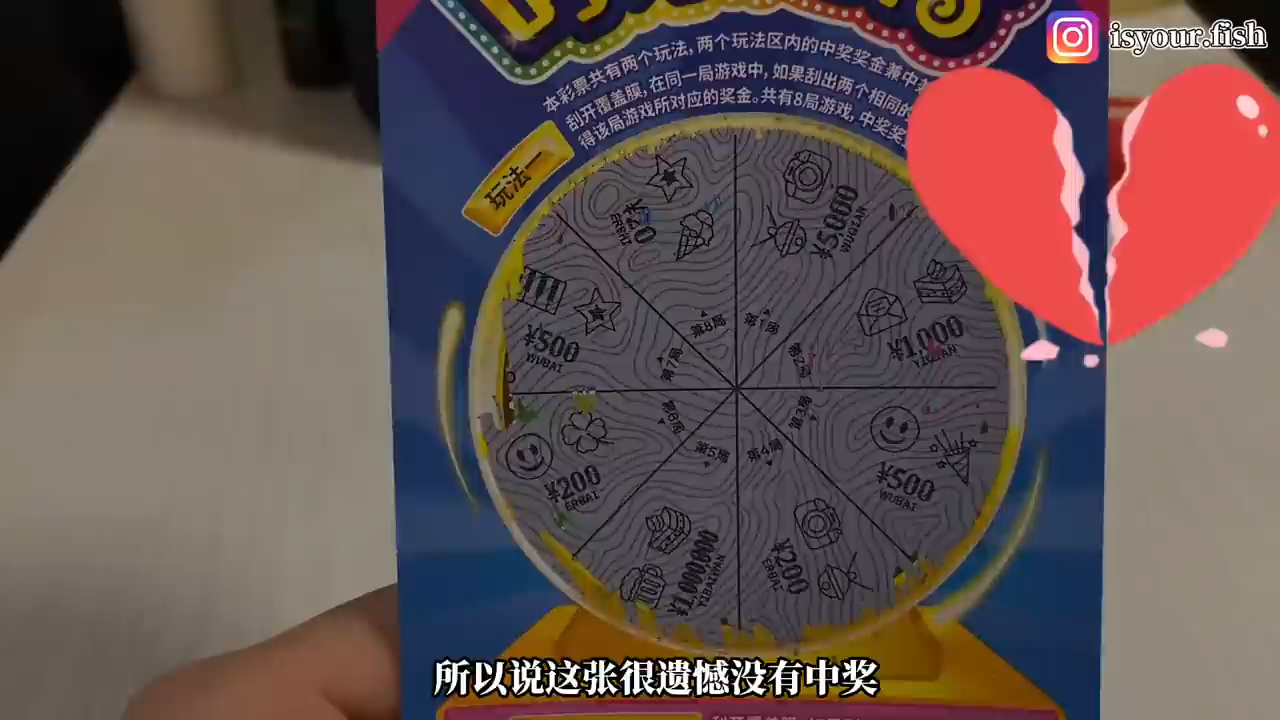 isyour.fish
本彩票共有两个玩法，两个玩法区内的中奖奖金兼中
刮开覆盖膜，在同一局游戏中，如果刮出两个相同的
得该局游戏所对应的奖金。共有8局游戏，中奖奖
玩法一
¥20
ERSHI
第8局
¥5,000
WUQIAN
第1局
¥1,000
YIQIAN
第2局
¥500
WUBAI
第3局
¥200
ERBAI
第4局
¥1,000,000
YIBAIWAN
第5局
¥200
ERBAI
第6局
¥500
WUBAI
第7局
所以说这张很遗憾没有中奖